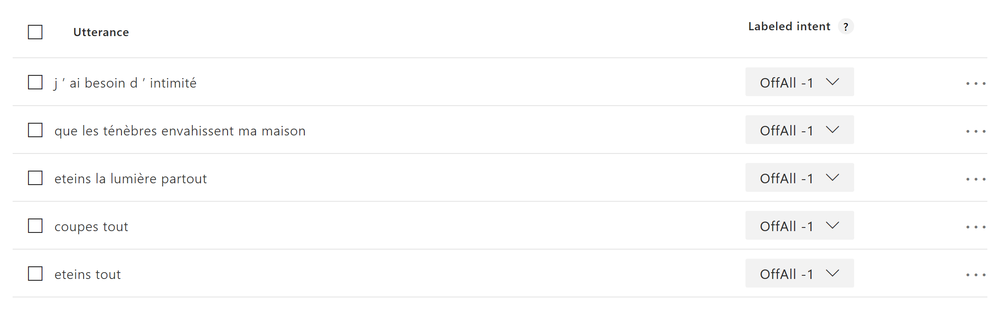 Utterance Labeled intent ?
j ’ ai besoin d ’ intimité OffAll -1
que les ténèbres envahissent ma maison OffAll -1
eteins la lumière partout OffAll -1
coupes tout OffAll -1
eteins tout OffAll -1